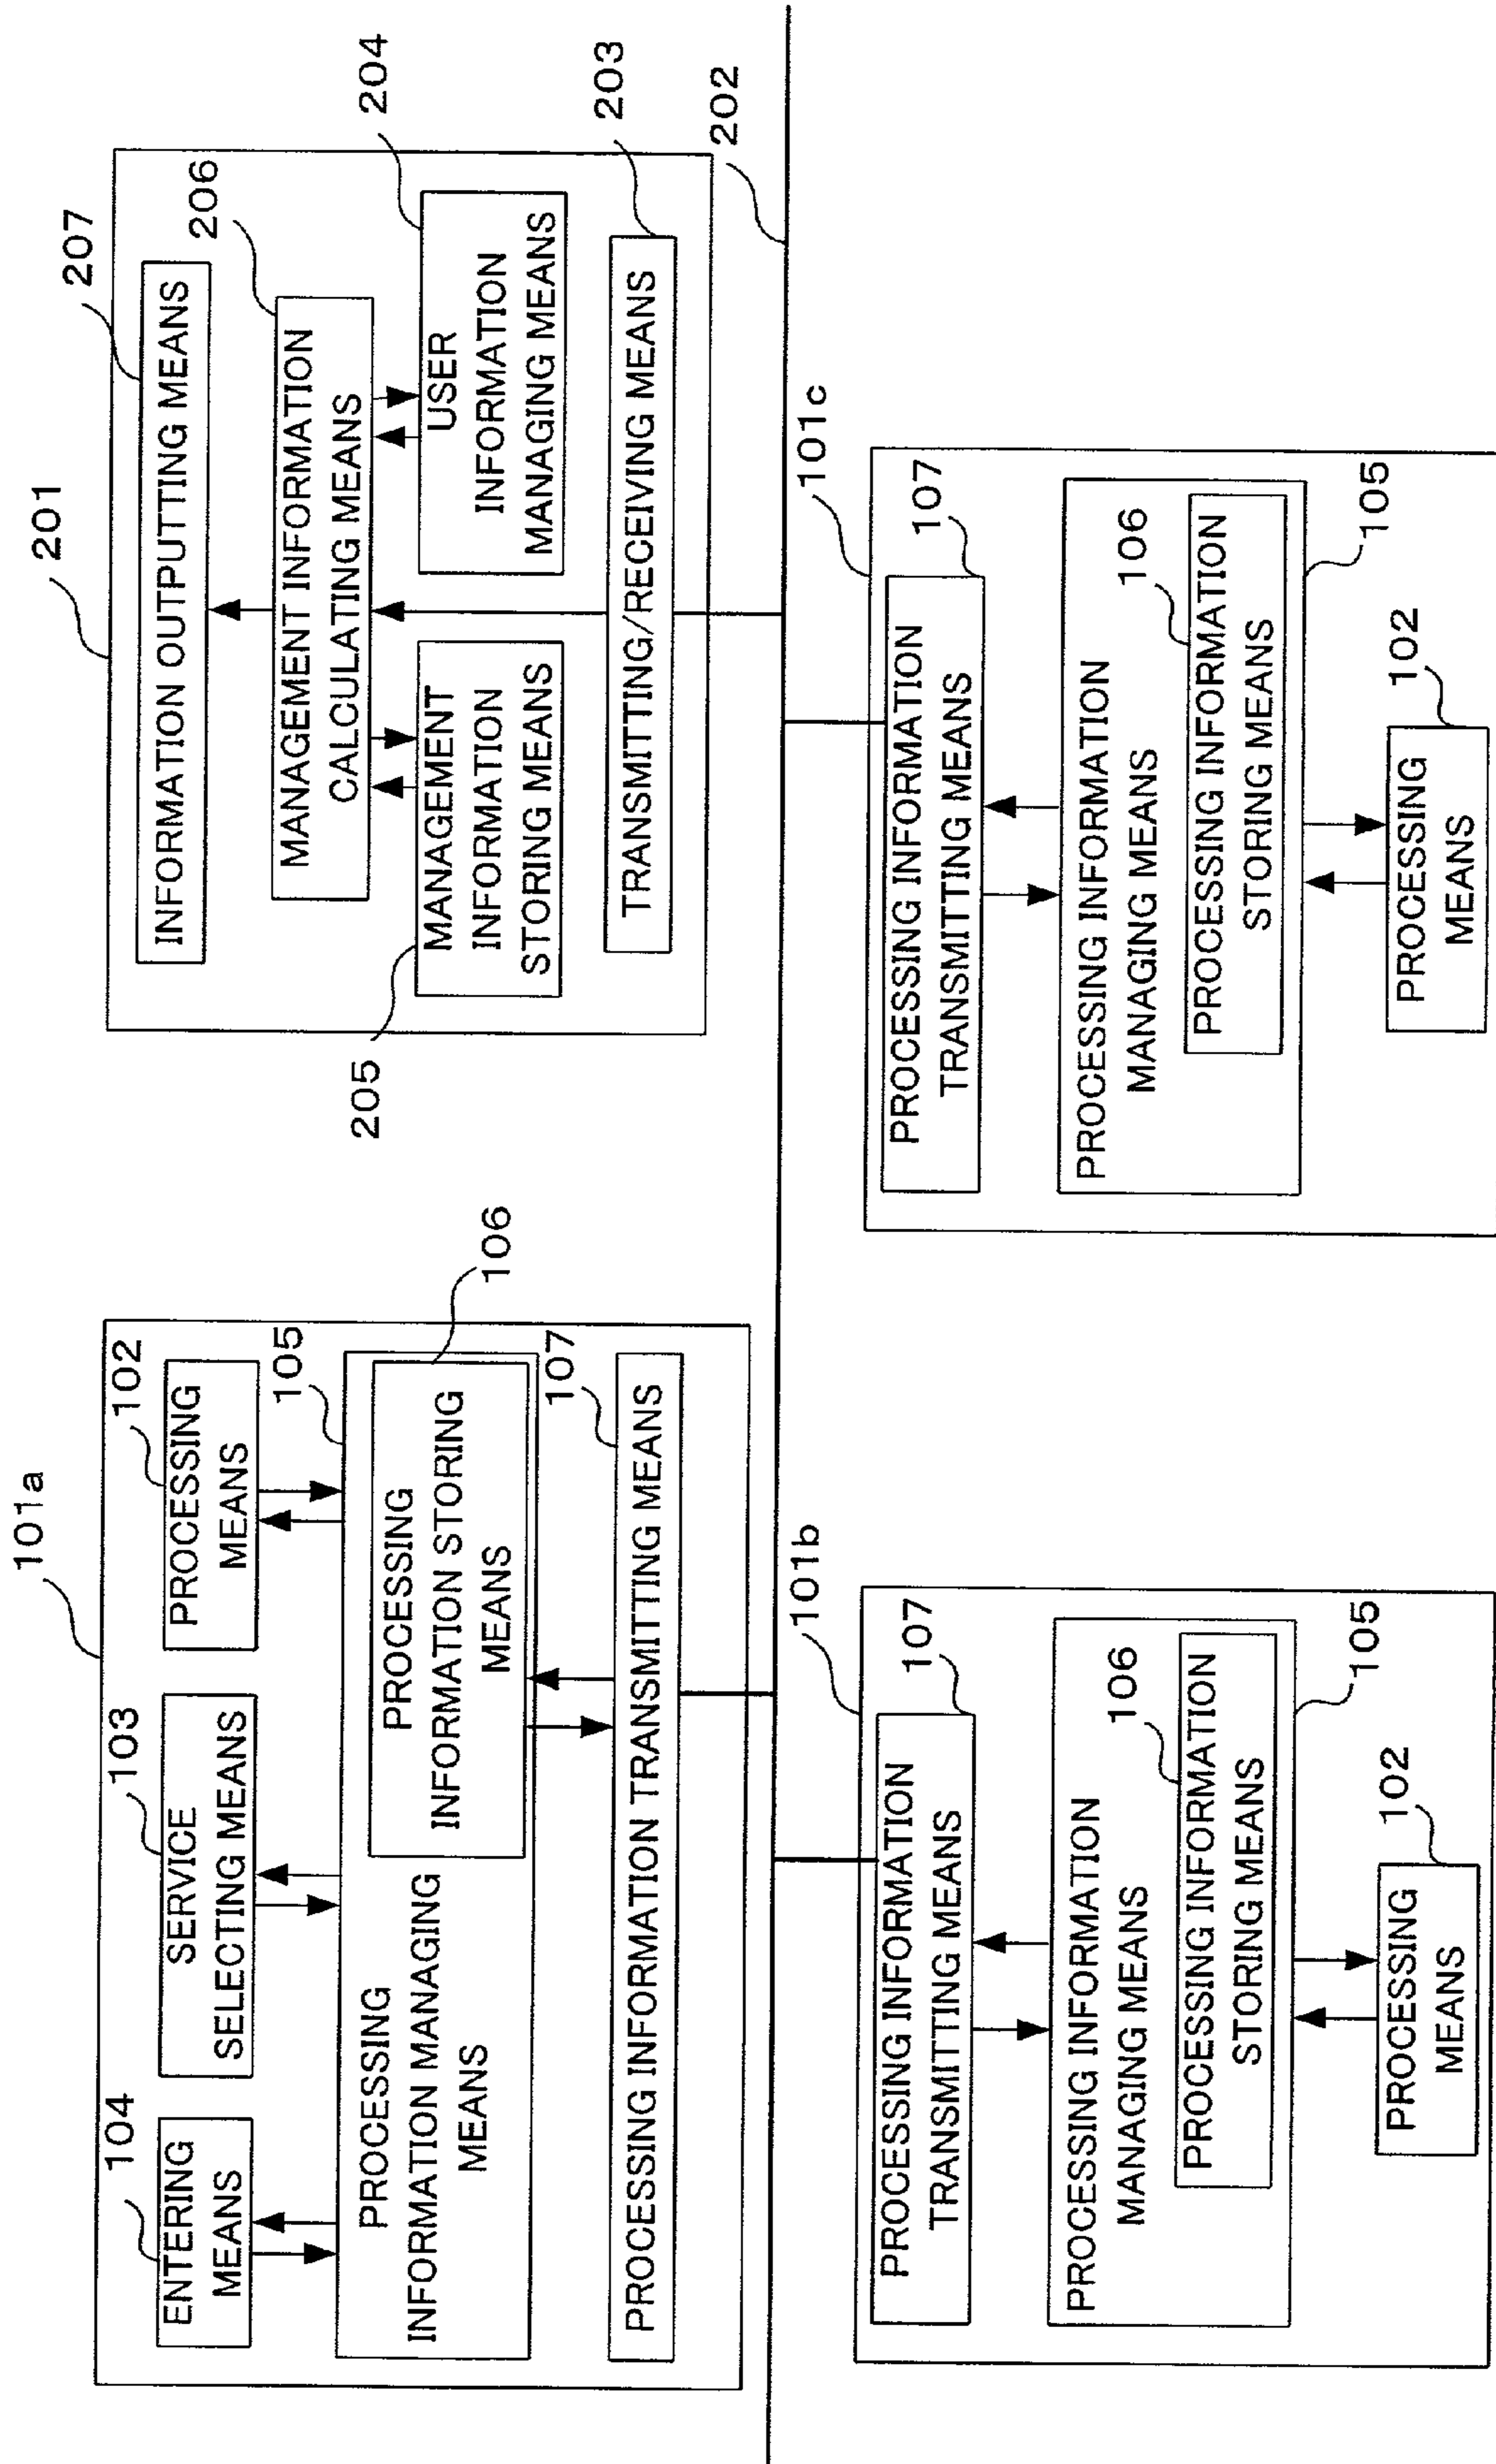 101a
104
ENTERING
MEANS
103
SERVICE
SELECTING MEANS
102
PROCESSING
MEANS
105
PROCESSING
INFORMATION MANAGING
MEANS
PROCESSING
INFORMATION STORING
MEANS
106
107
PROCESSING INFORMATION TRANSMITTING MEANS
201
207
INFORMATION OUTPUTTING MEANS
206
MANAGEMENT INFORMATION
CALCULATING MEANS
205
MANAGEMENT
INFORMATION
STORING MEANS
204
USER
INFORMATION
MANAGING MEANS
203
TRANSMITTING/RECEIVING MEANS
202
101b
107
PROCESSING INFORMATION
TRANSMITTING MEANS
PROCESSING INFORMATION
MANAGING MEANS
106
PROCESSING INFORMATION
STORING MEANS
105
102
PROCESSING
MEANS
101c
107
PROCESSING INFORMATION
TRANSMITTING MEANS
PROCESSING INFORMATION
MANAGING MEANS
106
PROCESSING INFORMATION
STORING MEANS
105
102
PROCESSING
MEANS